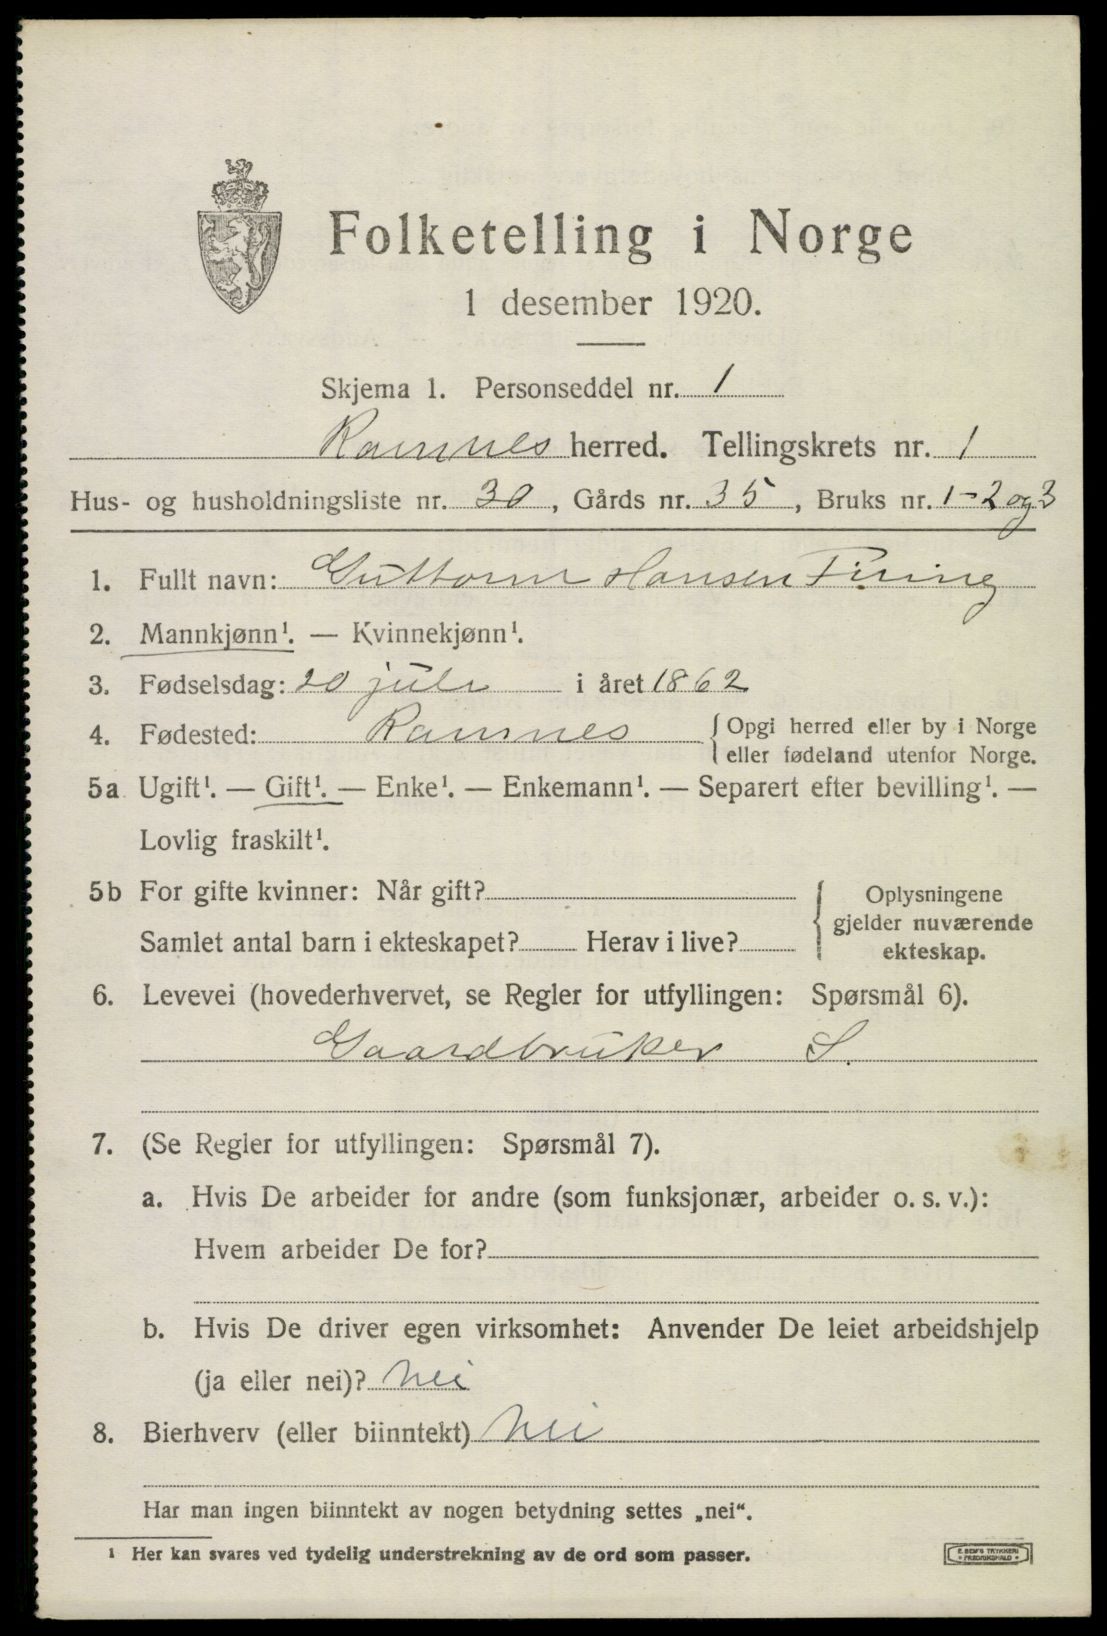 Folketelling i Norge
1 desember 1920.
Skjema 1. Personseddel nr. 1
Ramnes herred. Tellingskrets nr. 1
Hus- og husholdningsliste nr. 30, Gårds nr. 35, Bruks nr. 1-2 og 3
1. Fullt navn: Guttorm Hansen Firing
2. Mannkjønn¹. — Kvinnekjønn¹.
3. Fødselsdag: 20 juli i året 1862
4. Fødested: Ramnes { Opgi herred eller by i Norge
eller fødeland utenfor Norge.
5a Ugift¹. — Gift¹. — Enke¹. — Enkemann¹. — Separert efter bevilling¹. —
Lovlig fraskilt¹.
5b For gifte kvinner: Når gift?
Samlet antal barn i ekteskapet? Herav i live?
Oplysningene
gjelder nuværende
ekteskap.
6. Levevei (hovederhvervet, se Regler for utfyllingen: Spørsmål 6).
Gaardbruker S.
7. (Se Regler for utfyllingen: Spørsmål 7).
a. Hvis De arbeider for andre (som funksjonær, arbeider o. s. v.):
Hvem arbeider De for?
b. Hvis De driver egen virksomhet: Anvender De leiet arbeidshjelp
(ja eller nei)? Nei
8. Bierhverv (eller biinntekt) Nei
Har man ingen biinntekt av nogen betydning settes „nei“.
¹ Her kan svares ved tydelig understrekning av de ord som passer.
E. SEM'S TRYKKERI
FREDRIKSHALD